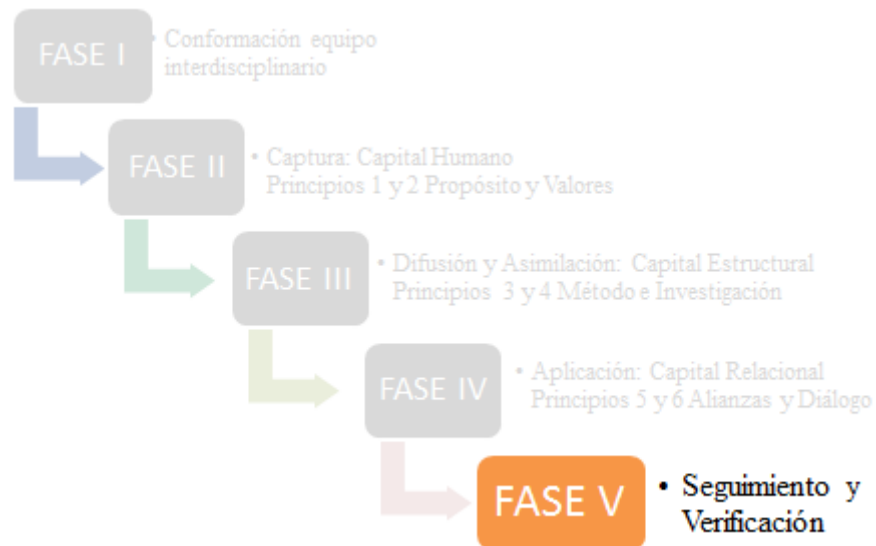 FASE I
• Conformación equipo
interdisciplinario
FASE II
• Captura: Capital Humano
Principios 1 y 2 Propósito y Valores
FASE III
• Difusión y Asimilación: Capital Estructural
Principios 3 y 4 Método e Investigación
FASE IV
• Aplicación: Capital Relacional
Principios 5 y 6 Alianzas y Diálogo
FASE V
• Seguimiento y
Verificación